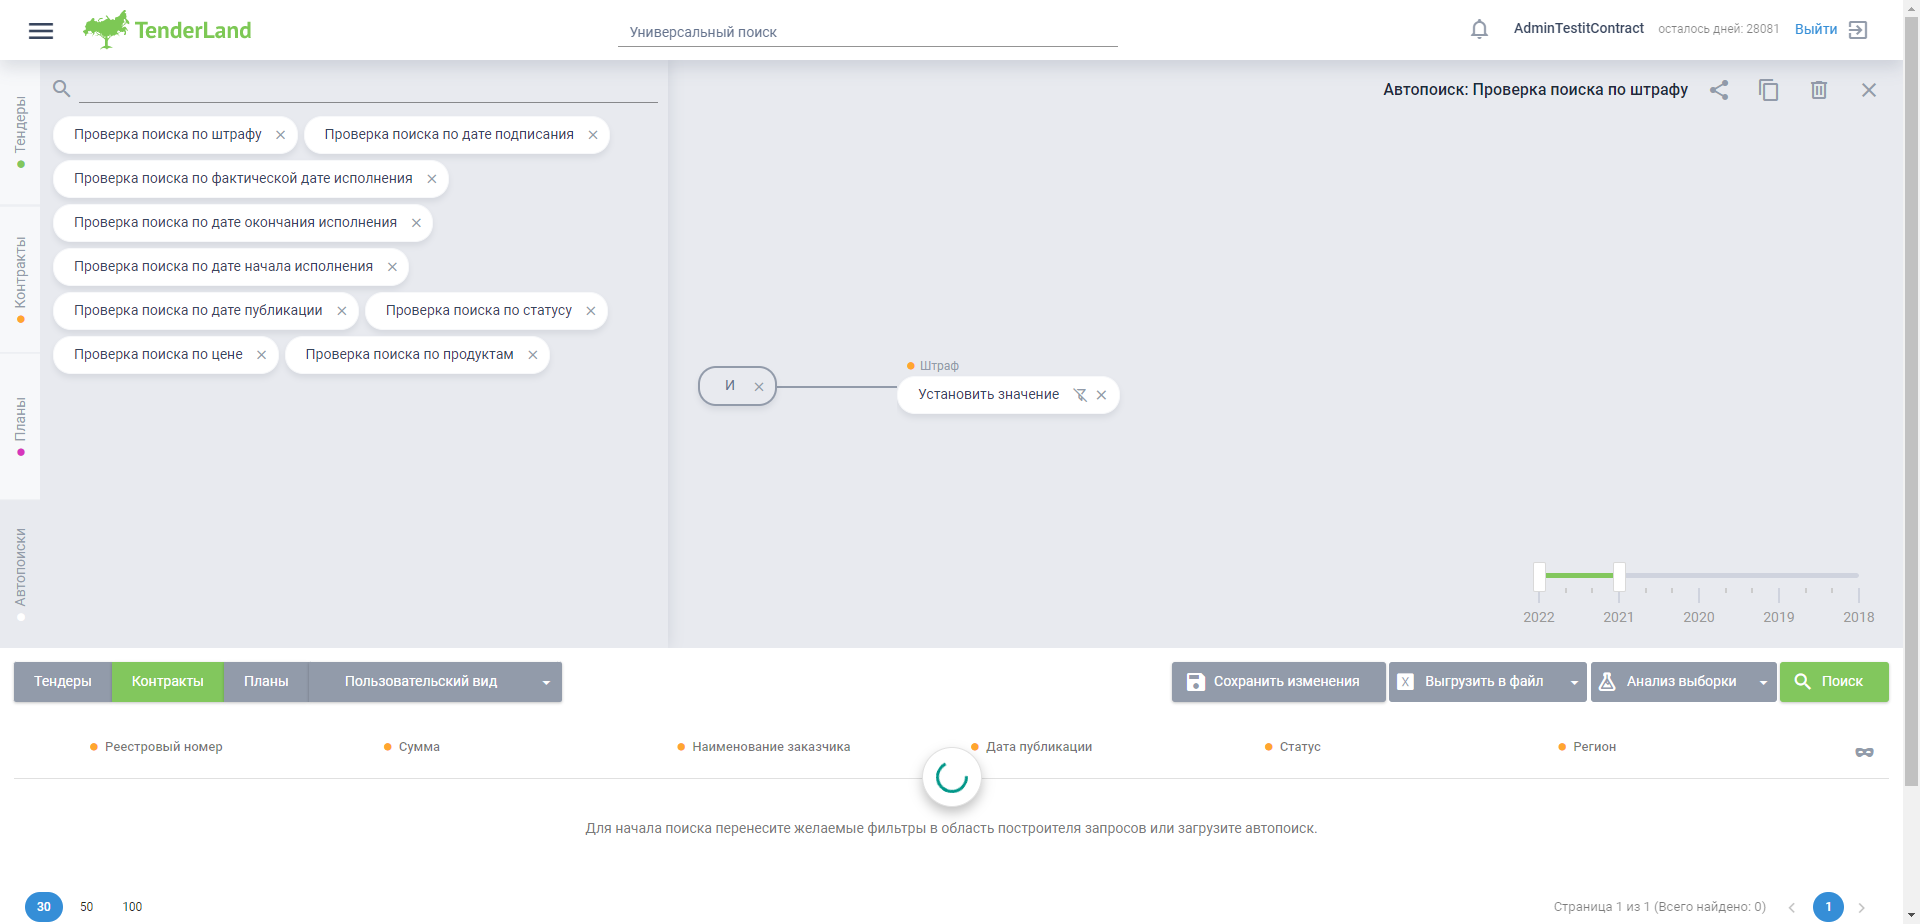 TenderLand
Универсальный поиск
AdminTestitContract
осталось дней: 28081
Выйти
Тендеры
Контракты
Планы
Автопоиски
Проверка поиска по штрафу
Проверка поиска по дате подписания
Проверка поиска по фактической дате исполнения
Проверка поиска по дате окончания исполнения
Проверка поиска по дате начала исполнения
Проверка поиска по дате публикации
Проверка поиска по статусу
Проверка поиска по цене
Проверка поиска по продуктам
Автопоиск: Проверка поиска по штрафу
И
Штраф
Установить значение
2022 2021 2020 2019 2018
Тендеры
Контракты
Планы
Пользовательский вид
Сохранить изменения
X Выгрузить в файл
Анализ выборки
Поиск
Реестровый номер
Сумма
Наименование заказчика
Дата публикации
Статус
Регион
Для начала поиска перенесите желаемые фильтры в область построителя запросов или загрузите автопоиск.
30 50 100
Страница 1 из 1 (Всего найдено: 0)
1